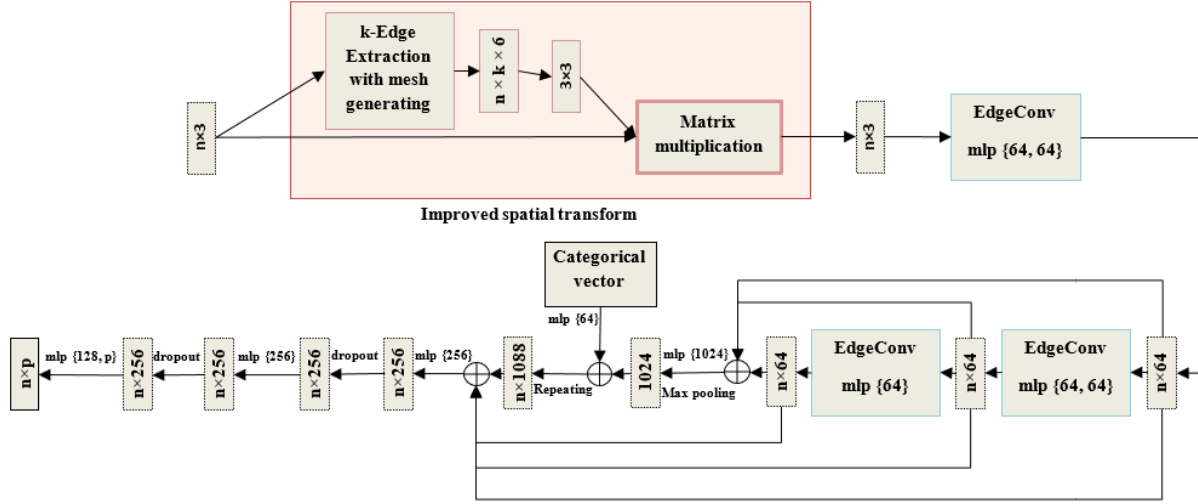 k-Edge
Extraction
with mesh
generating
n × k × 6
3×3
n×3
Matrix
multiplication
n×3
EdgeConv
mlp {64, 64}
Improved spatial transform
Categorical
vector
mlp {64}
n×p
mlp {128, p}
n×256
dropout
n×256
mlp {256}
n×256
dropout
n×256
mlp {256}
n×1088
Repeating
1024
mlp {1024}
Max pooling
n×64
EdgeConv
mlp {64}
n×64
EdgeConv
mlp {64, 64}
n×64